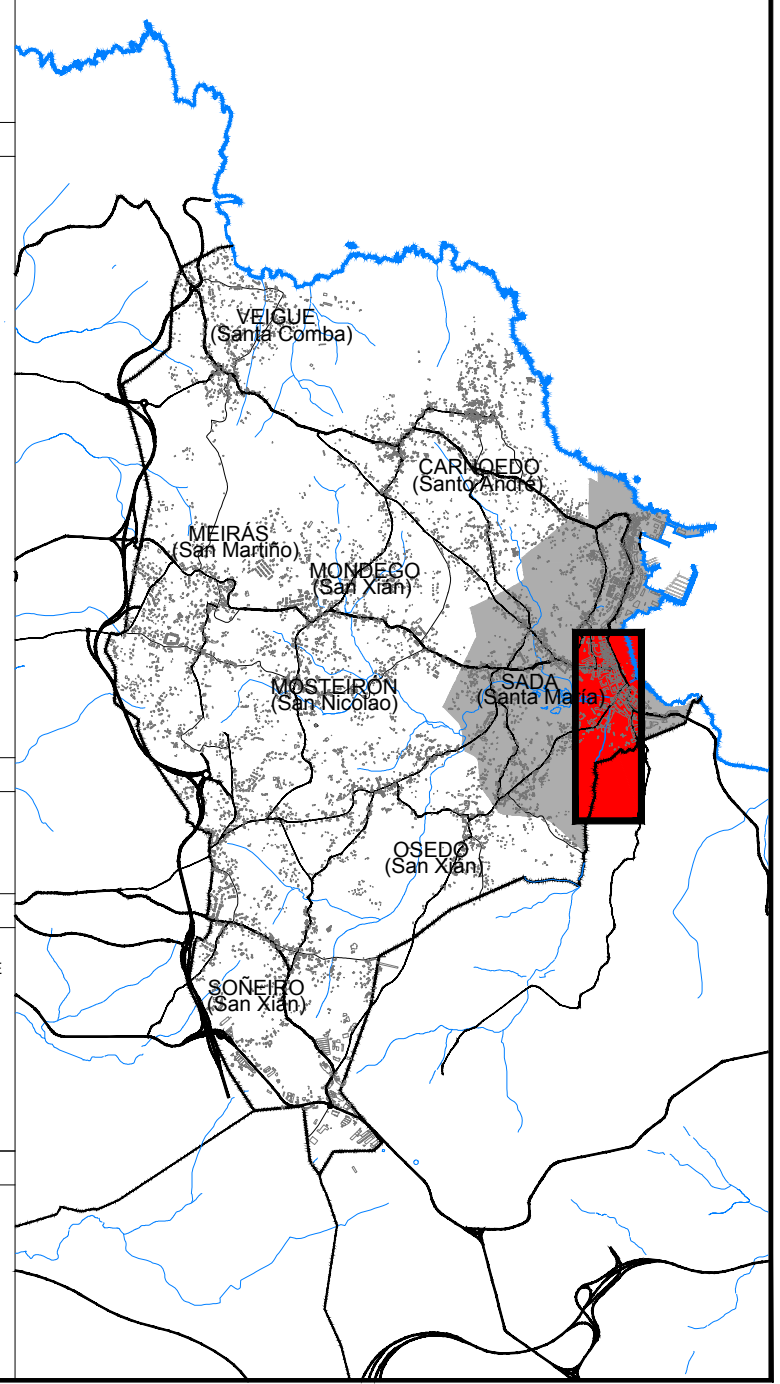 VEIGUE
(Santa Comba)
CARNOEDO
(Santo André)
MEIRÁS
(San Martiño)
MONDEGO
(San Xián)
SADA
(Santa María)
MOSTEIRÓN
(San Nicolao)
OSEDO
(San Xián)
SOÑEIRO
(San Xián)